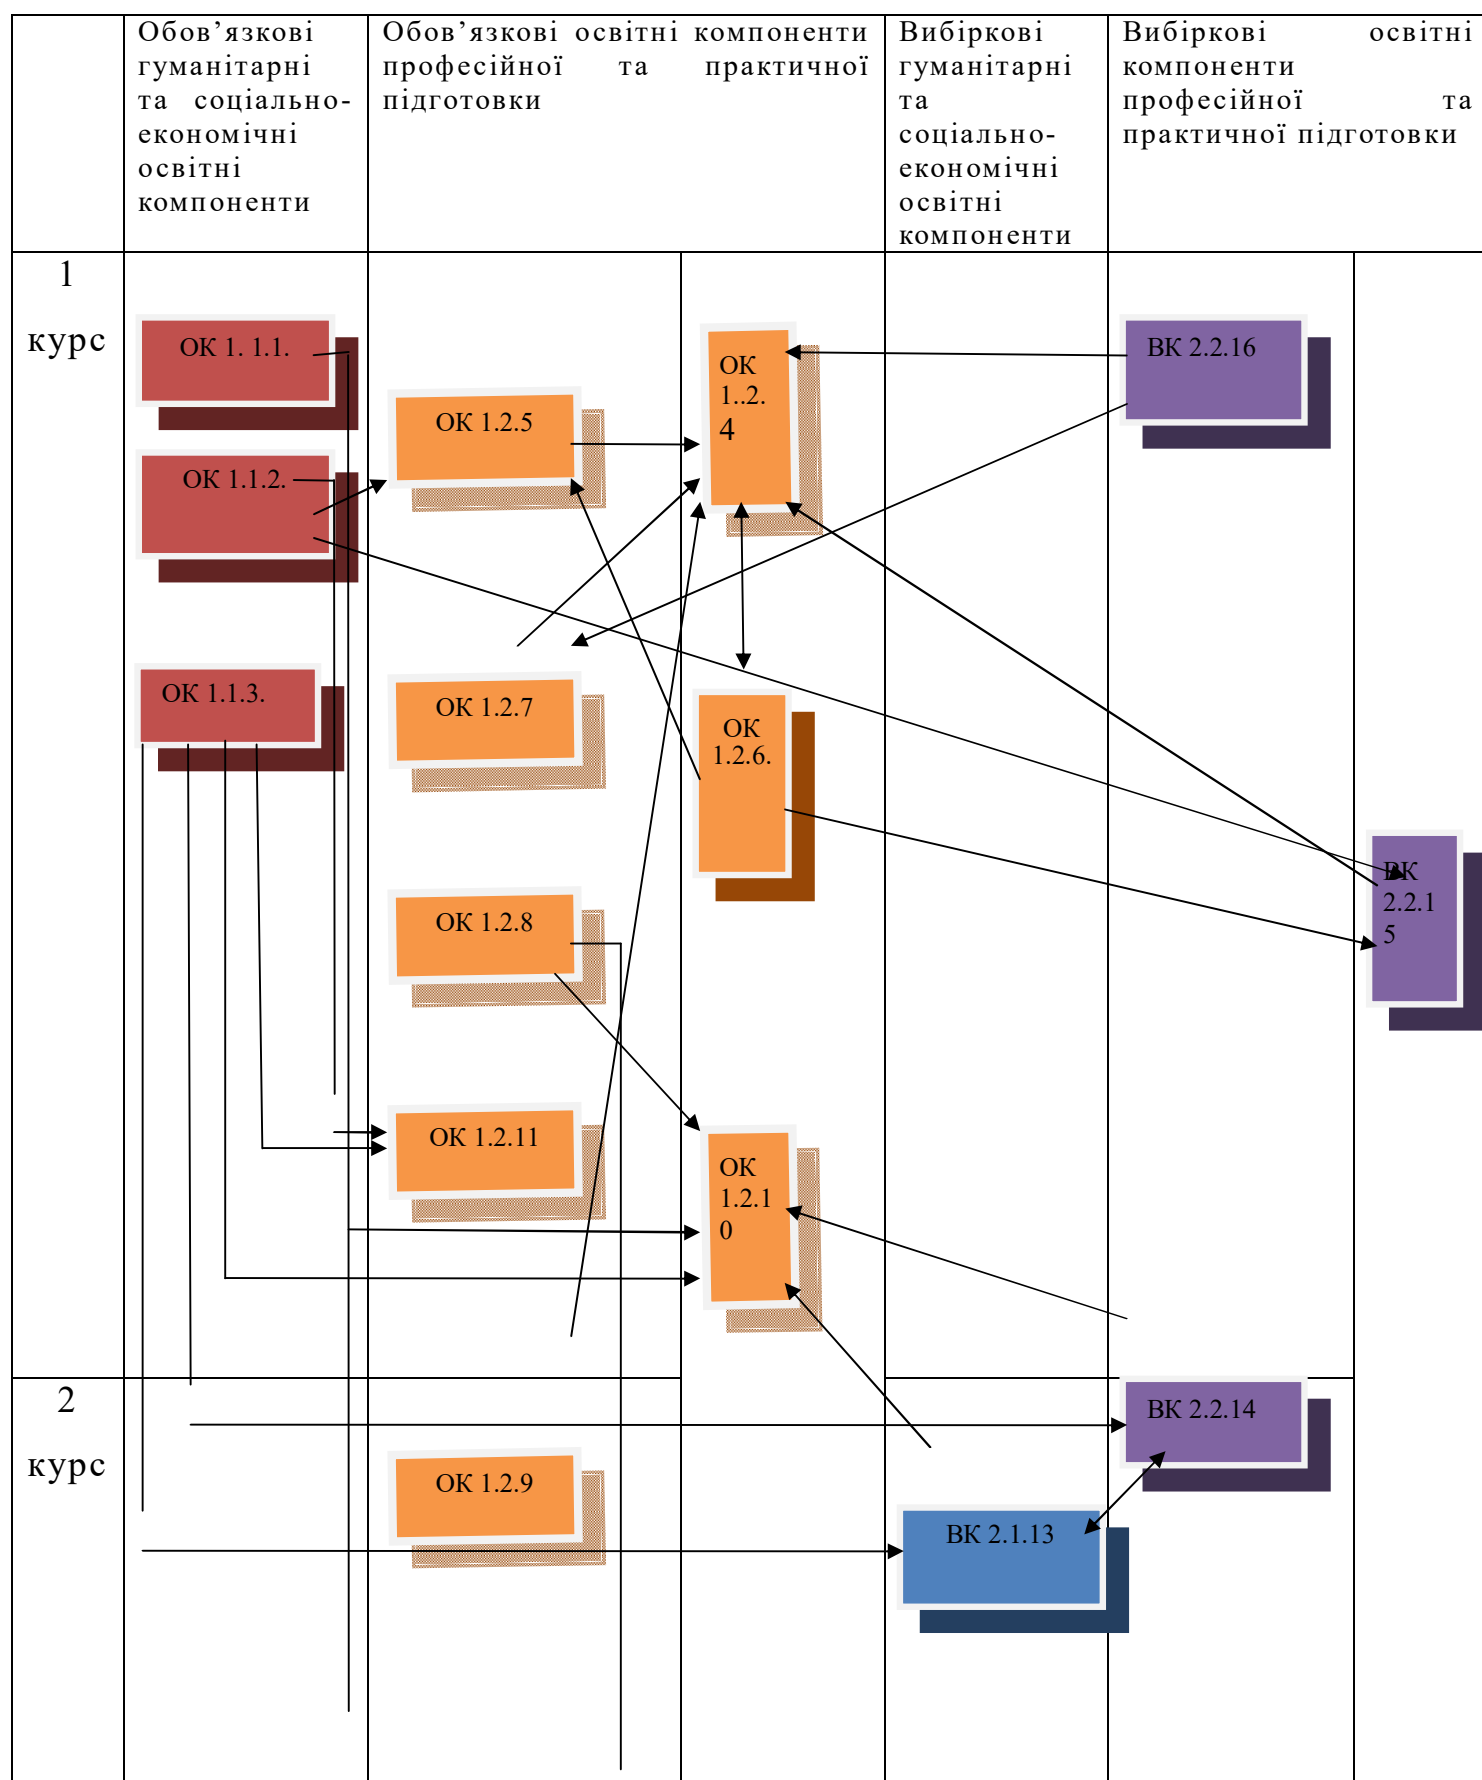 Обов’язкові
гуманітарні
та соціально-
економічні
освітні
компоненти
Обов’язкові освітні компоненти
професійної та практичної
підготовки
Вибіркові
гуманітарні
та
соціально-
економічні
освітні
компоненти
Вибіркові освітні
компоненти
професійної та
практичної підготовки
1
курс
ОК 1. 1.1.
ОК 1.1.2.
ОК 1.1.3.
ОК 1.2.5
ОК 1.2.7
ОК 1.2.8
ОК 1.2.11
ОК
1..2.
4
ОК
1.2.6.
ОК
1.2.1
0
ВК 2.2.16
ВК
2.2.1
5
2
курс
ОК 1.2.9
ВК 2.1.13
ВК 2.2.14